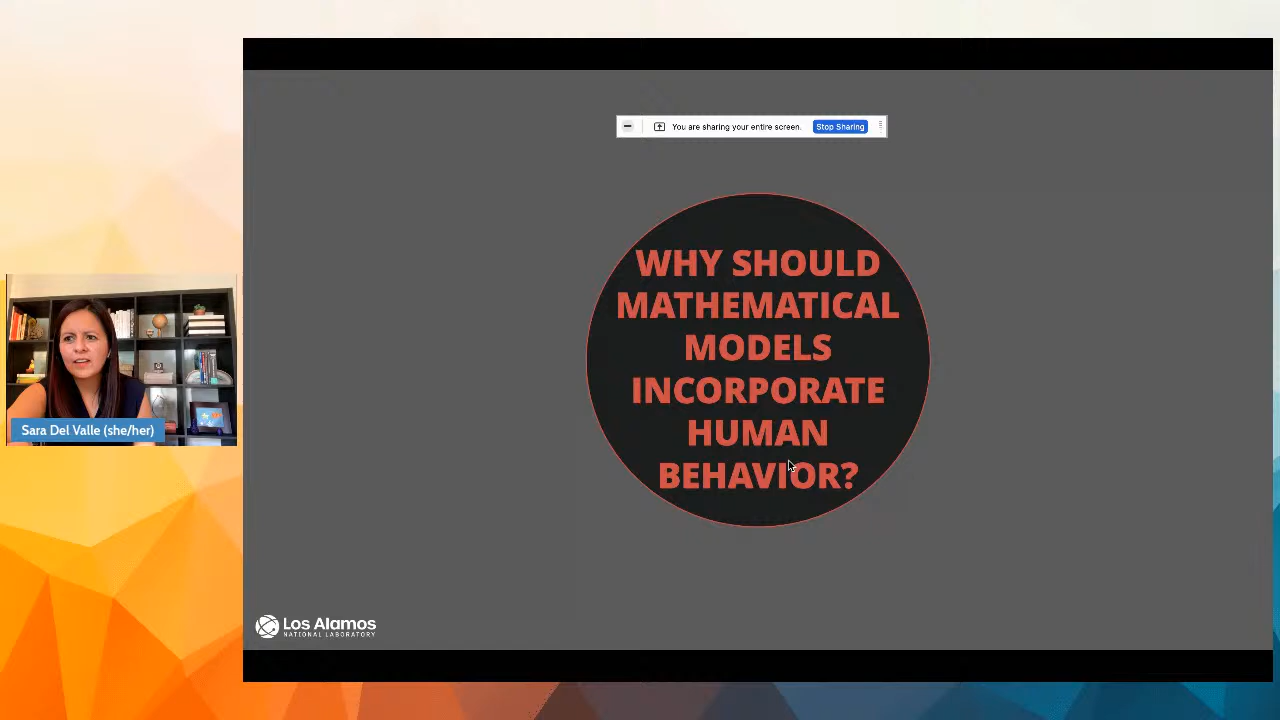 You are sharing your entire screen.
Stop Sharing
WHY SHOULD
MATHEMATICAL
MODELS
INCORPORATE
HUMAN
BEHAVIOR?
Sara Del Valle (she/her)
Los Alamos
NATIONAL LABORATORY